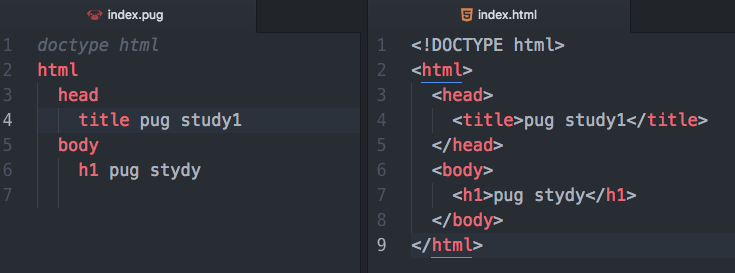 index.pug
1 doctype html
2 html
3 head
4 title pug study1
5 body
6 h1 pug stydy
7
index.html
1 <!DOCTYPE html>
2 <html>
3 <head>
4 <title>pug study1</title>
5 </head>
6 <body>
7 <h1>pug stydy</h1>
8 </body>
9 </html>